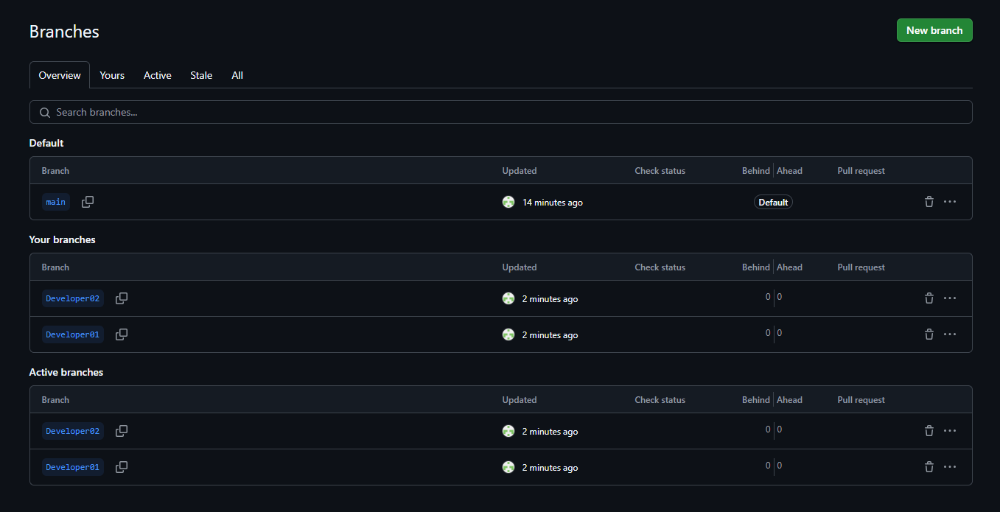 Branches
New branch
Overview Yours Active Stale All
Search branches...
Default
Branch Updated Check status Behind Ahead Pull request
main 14 minutes ago Default
Your branches
Branch Updated Check status Behind Ahead Pull request
Developer02 2 minutes ago 0 0
Developer01 2 minutes ago 0 0
Active branches
Branch Updated Check status Behind Ahead Pull request
Developer02 2 minutes ago 0 0
Developer01 2 minutes ago 0 0